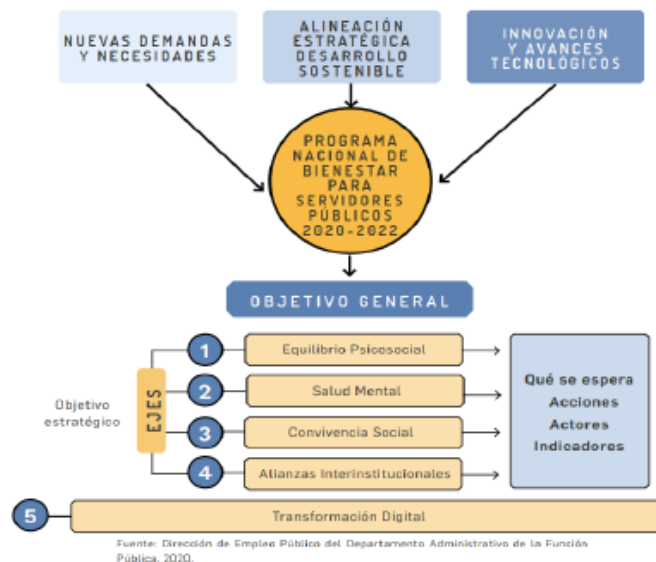 NUEVAS DEMANDAS
Y NECESIDADES
ALINEACIÓN
ESTRATÉGICA
DESARROLLO
SOSTENIBLE
INNOVACIÓN
Y AVANCES
TECNOLÓGICOS
PROGRAMA
NACIONAL DE
BIENESTAR
PARA
SERVIDORES
PÚBLICOS
2020-2022
OBJETIVO GENERAL
Objetivo
estratégico
EJES
1
Equilibrio Psicosocial
2
Salud Mental
3
Convivencia Social
4
Alianzas Interinstitucionales
Qué se espera
Acciones
Actores
Indicadores
5
Transformación Digital
Fuente: Dirección de Empleo Público del Departamento Administrativo de la Función
Pública, 2020.